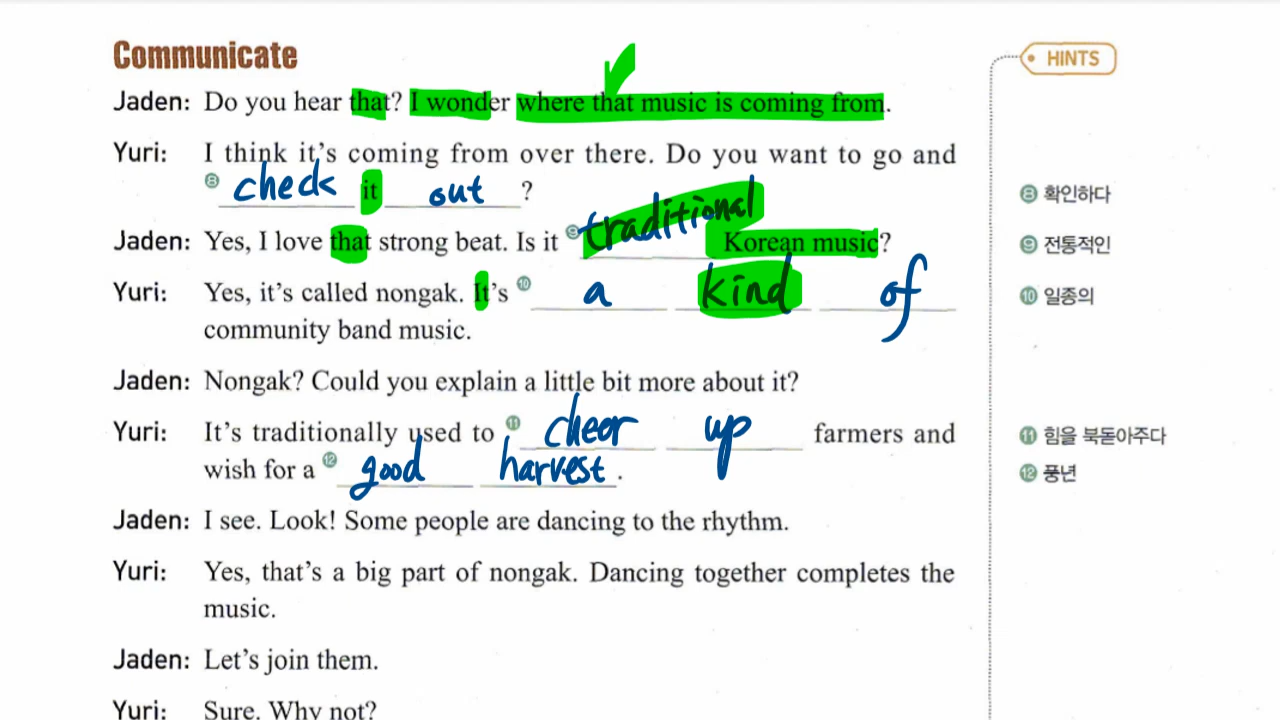 Communicate
HINTS
Jaden: Do you hear that? I wonder where that music is coming from.
Yuri: I think it's coming from over there. Do you want to go and
⑧ check it out ?
⑧ 확인하다
Jaden: Yes, I love that strong beat. Is it ⑨ traditional Korean music?
⑨ 전통적인
Yuri: Yes, it's called nongak. It's ⑩ a kind of
⑩ 일종의
community band music.
Jaden: Nongak? Could you explain a little bit more about it?
Yuri: It's traditionally used to ⑪ cheer up farmers and
⑪ 힘을 북돋아주다
wish for a ⑫ good harvest .
⑫ 풍년
Jaden: I see. Look! Some people are dancing to the rhythm.
Yuri: Yes, that's a big part of nongak. Dancing together completes the
music.
Jaden: Let's join them.
Yuri: Sure. Why not?